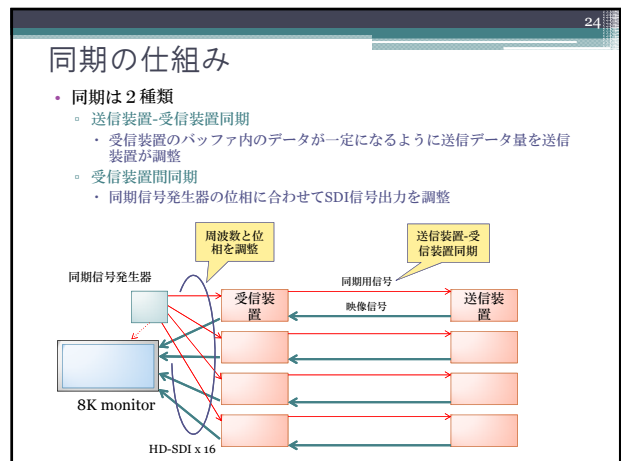 24
同期の仕組み
• 同期は２種類
▫ 送信装置-受信装置同期
・ 受信装置のバッファ内のデータが一定になるように送信データ量を送信
装置が調整
▫ 受信装置間同期
・ 同期信号発生器の位相に合わせてSDI信号出力を調整
周波数と位
相を調整
送信装置-受
信装置同期
同期信号発生器
同期用信号
受信装
置
映像信号
送信装
置
8K monitor
HD-SDI x 16